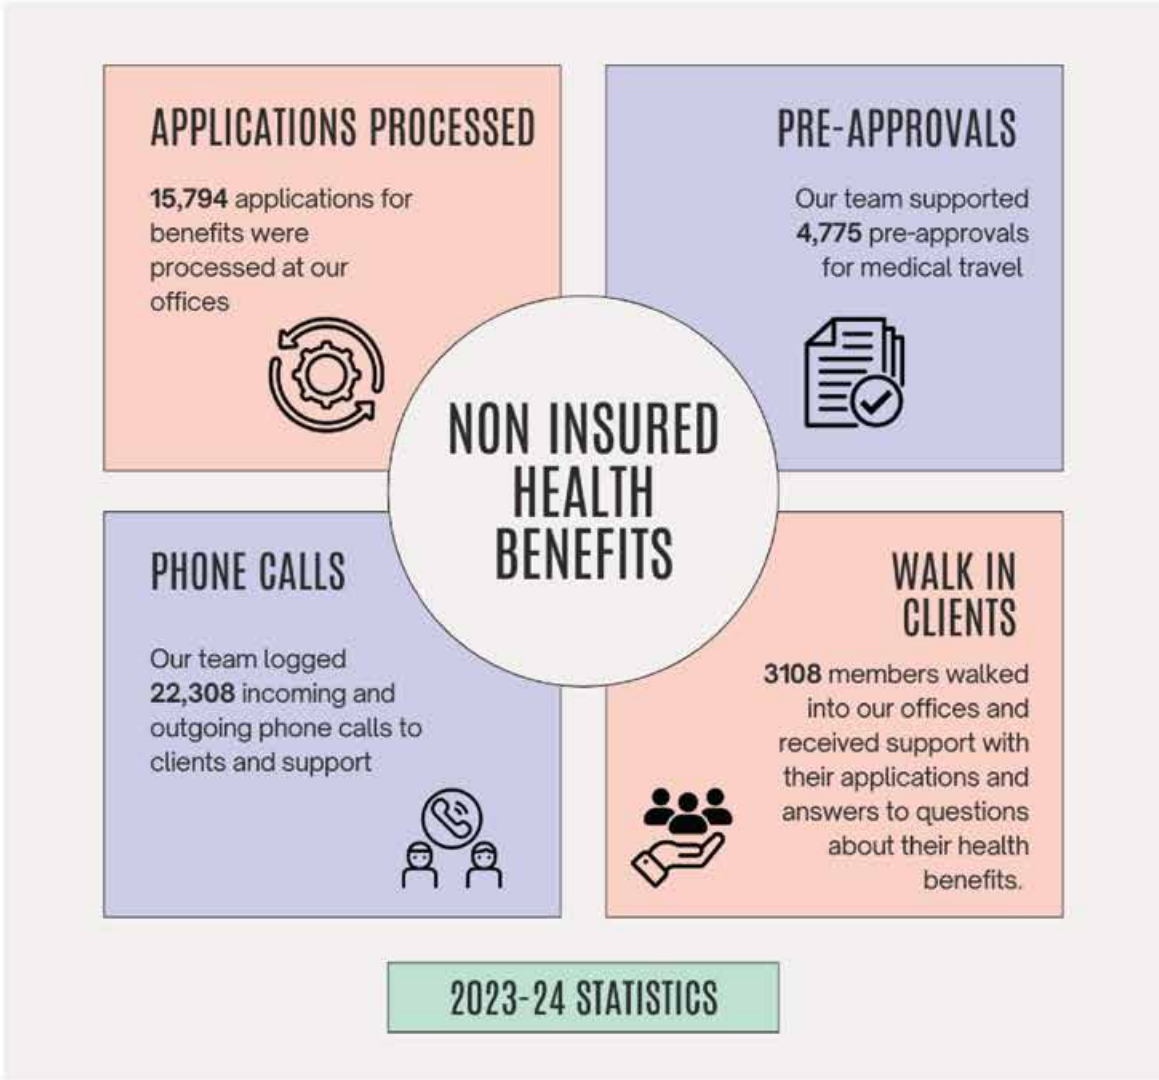 APPLICATIONS PROCESSED
15,794 applications for
benefits were
processed at our
offices
PRE-APPROVALS
Our team supported
4,775 pre-approvals
for medical travel
NON INSURED
HEALTH
BENEFITS
PHONE CALLS
Our team logged
22,308 incoming and
outgoing phone calls to
clients and support
WALK IN
CLIENTS
3108 members walked
into our offices and
received support with
their applications and
answers to questions
about their health
benefits.
2023-24 STATISTICS